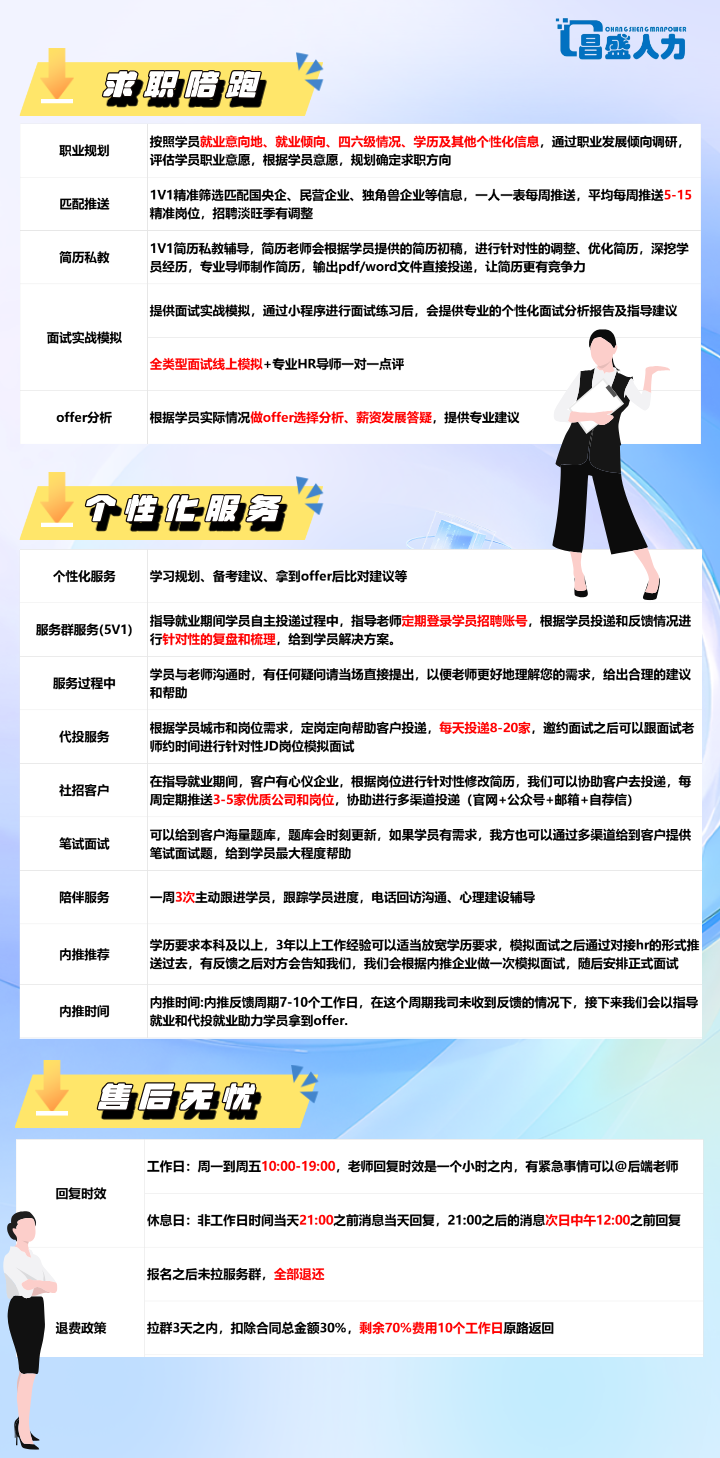 CHANGSHENG MANPOWER
昌盛人力
求职陪跑
职业规划
按照学员就业意向地、就业倾向、四六级情况、学历及其他个性化信息，通过职业发展倾向调研，
评估学员职业意愿，根据学员意愿，规划确定求职方向
匹配推送
1V1精准筛选匹配国央企、民营企业、独角兽企业等信息，一人一表每周推送，平均每周推送5-15
精准岗位，招聘淡旺季有调整
简历私教
1V1简历私教辅导，简历老师会根据学员提供的简历初稿，进行针对性的调整、优化简历，深挖学
员经历，专业导师制作简历，输出pdf/word文件直接投递，让简历更有竞争力
面试实战模拟
提供面试实战模拟，通过小程序进行面试练习后，会提供专业的个性化面试分析报告及指导建议
全类型面试线上模拟+专业HR导师一对一点评
offer分析
根据学员实际情况做offer选择分析、薪资发展答疑，提供专业建议
个性化服务
个性化服务
学习规划、备考建议、拿到offer后比对建议等
服务群服务(5V1)
指导就业期间学员自主投递过程中，指导老师定期登录学员招聘账号，根据学员投递和反馈情况进
行针对性的复盘和梳理，给到学员解决方案。
服务过程中
学员与老师沟通时，有任何疑问请当场直接提出，以便老师更好地理解您的需求，给出合理的建议
和帮助
代投服务
根据学员城市和岗位需求，定岗定向帮助客户投递，每天投递8-20家，邀约面试之后可以跟面试老
师约时间进行针对性JD岗位模拟面试
社招客户
在指导就业期间，客户有心仪企业，根据岗位进行针对性修改简历，我们可以协助客户去投递，每
周定期推送3-5家优质公司和岗位，协助进行多渠道投递（官网+公众号+邮箱+自荐信）
笔试面试
可以给到客户海量题库，题库会时刻更新，如果学员有需求，我方也可以通过多渠道给到客户提供
笔试面试题，给到学员最大程度帮助
陪伴服务
一周3次主动跟进学员，跟踪学员进度，电话回访沟通、心理建设辅导
内推推荐
学历要求本科及以上，3年以上工作经验可以适当放宽学历要求，模拟面试之后通过对接hr的形式推
送过去，有反馈之后对方会告知我们，我们会根据内推企业做一次模拟面试，随后安排正式面试
内推时间
内推时间:内推反馈周期7-10个工作日，在这个周期我司未收到反馈的情况下，接下来我们会以指导
就业和代投就业助力学员拿到offer.
售后无忧
回复时效
工作日：周一到周五10:00-19:00，老师回复时效是一个小时之内，有紧急事情可以@后端老师
休息日：非工作日时间当天21:00之前消息当天回复，21:00之后的消息次日中午12:00之前回复
退费政策
报名之后未拉服务群，全部退还
拉群3天之内，扣除合同总金额30%，剩余70%费用10个工作日原路返回